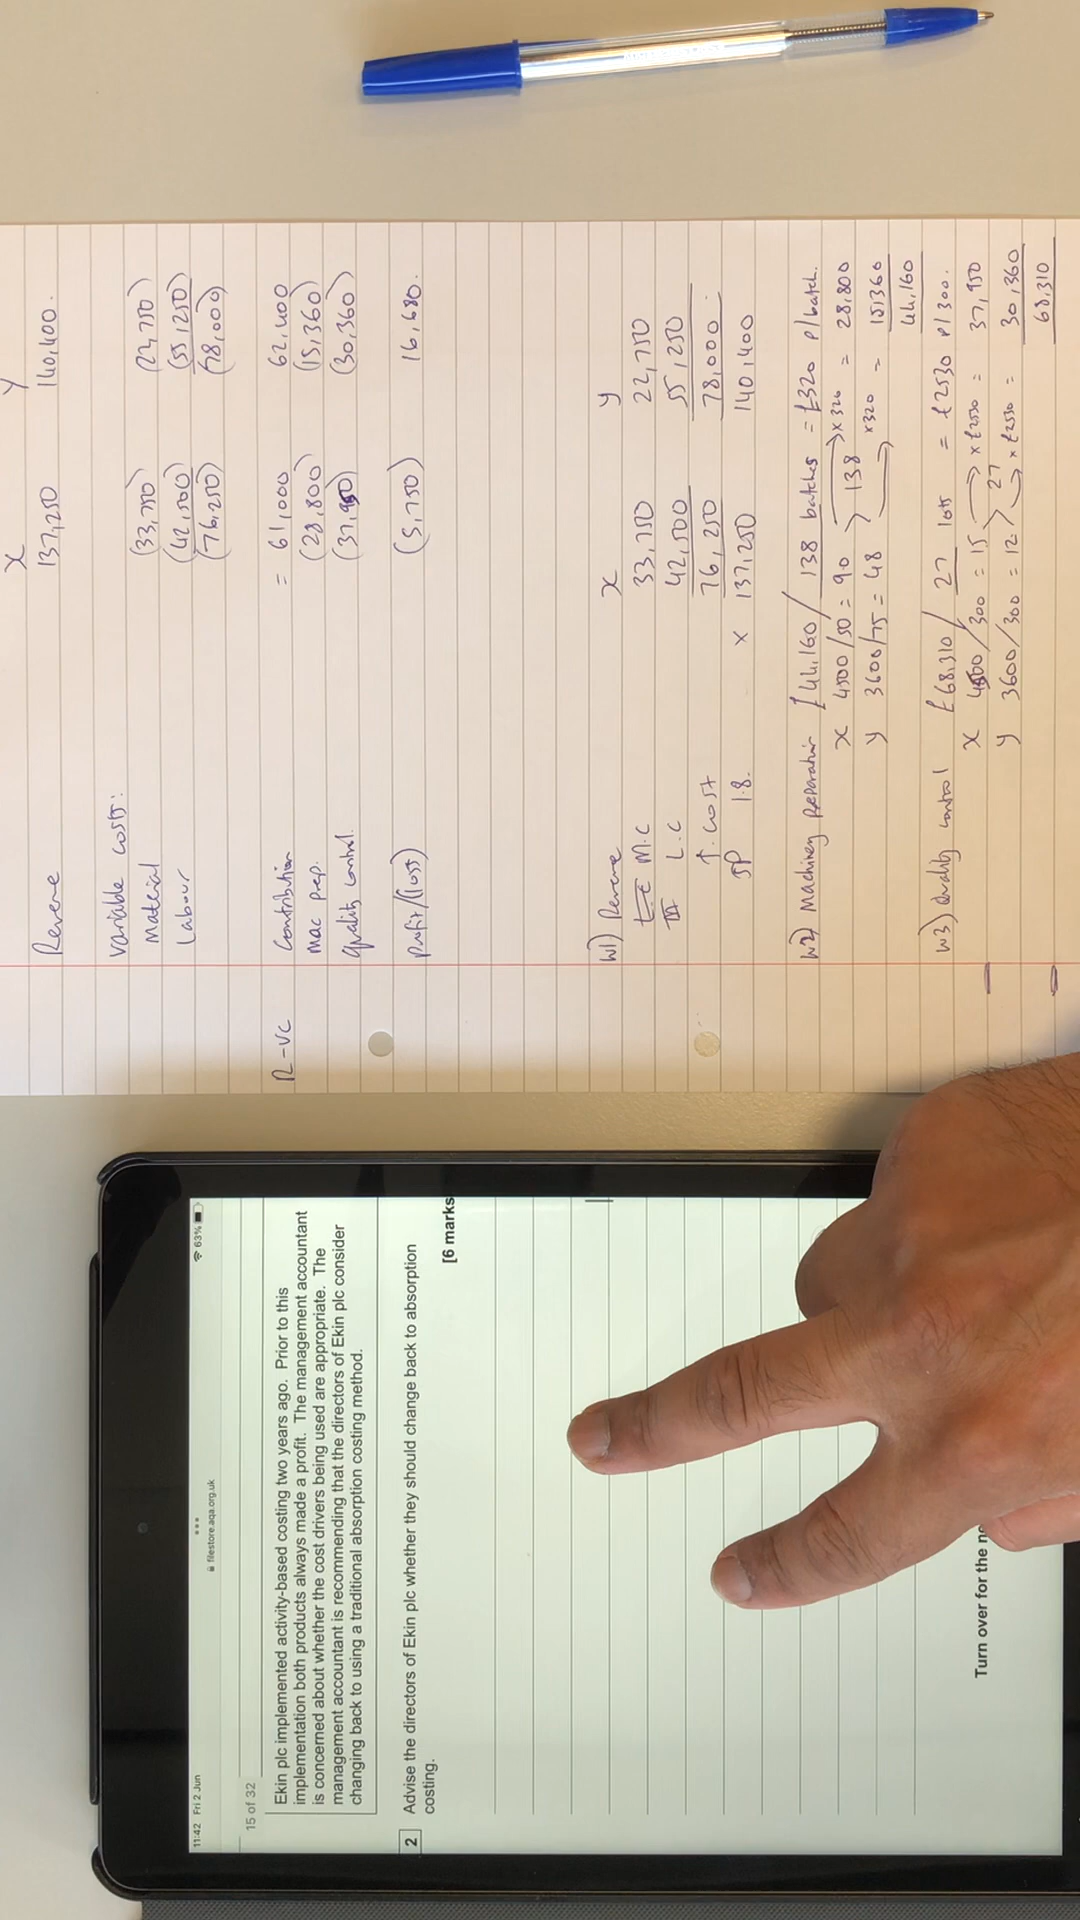 11:42 Fri 2 Jun
•••
filestore.aqa.org.uk
63%
15 of 32
Ekin plc implemented activity-based costing two years ago. Prior to this
implementation both products always made a profit. The management accountant
is concerned about whether the cost drivers being used are appropriate. The
management accountant is recommending that the directors of Ekin plc consider
changing back to using a traditional absorption costing method.
2 Advise the directors of Ekin plc whether they should change back to absorption
costing.
[6 marks
Turn over for the
X Y
Revenue 137,250 140,400.
Variable costs:
Material (33,750) (22,750)
Labour (42,500) (55,250)
(76,250) (78,000)
R-VC Contribution = 61,000 62,400
Mac prep. (28,800) (15,360)
Quality control. (37,950) (30,360)
Profit/(loss) (5,750) 16,680.
W1) Revenue X Y
M.C 33,750 22,750
L.C 42,500 55,250
T. Cost 76,250 78,000.
SP 1.8. X 137,250 140,400
W2) Machinery preparation £44,160/138 batches = £320 p/batch.
X 4500/50 = 90 138 x320 = 28,800
Y 3600/75 = 48 x320 = 15,360
44,160
W3) Quality control £68,310/27 lots = £2530 p/300.
X 4500/300 = 15 x £2530 = 37,950
27
Y 3600/300 = 12 x £2530 = 30,360
68,310